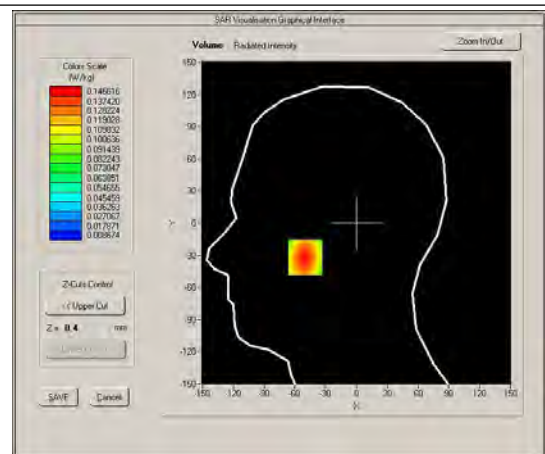 SAR Visualisation Graphical Interface
Volume Radiated Intensity
Zoom In/Out
Colors Scale
(W/kg)
0.146616
0.137420
0.128224
0.119028
0.109832
0.100636
0.091439
0.082243
0.073047
0.063851
0.054655
0.045459
0.036263
0.027067
0.017871
0.008674
150
120
90
60
30
0
-30
-60
-90
-120
-150
Y
-150 -120 -90 -60 -30 0 30 60 90 120 150
X
Z-Cuts Control
<< Upper Cut
Z = 0.4 mm
SAVE Cancel